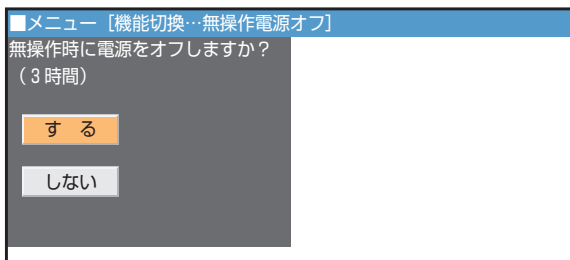 ■メニュー［機能切換…無操作電源オフ］
無操作時に電源をオフしますか？
（３時間）
す　る
しない